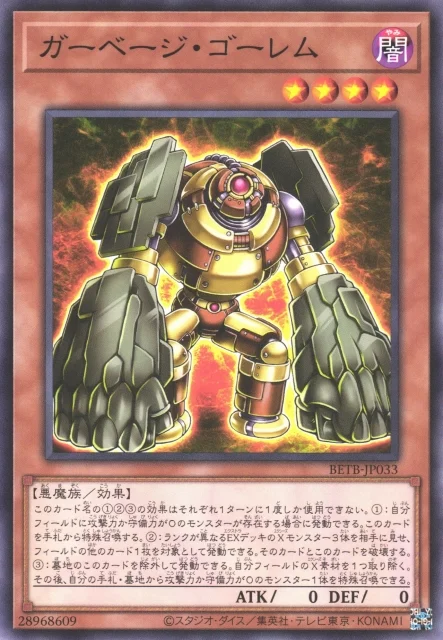 ガーベージ・ゴーレム
やみ
闇
BETB-JP033
【悪魔族/効果】
このカード名の①②③の効果はそれぞれ1ターンに1度しか使用できない。①:自分
フィールドに攻撃力か守備力が0のモンスターが存在する場合に発動できる。このカード
を手札から特殊召喚する。②:ランクが異なるEXデッキのXモンスター3体を相手に見せ、
フィールドの他のカード1枚を対象として発動できる。そのカードとこのカードを破壊する。
③:墓地のこのカードを除外して発動できる。自分フィールドのX素材を1つ取り除く。
その後、自分の手札・墓地から攻撃力か守備力が0のモンスター1体を特殊召喚できる。
ATK/ 0 DEF/ 0
28968609
©スタジオ・ダイス/集英社・テレビ東京・KONAMI